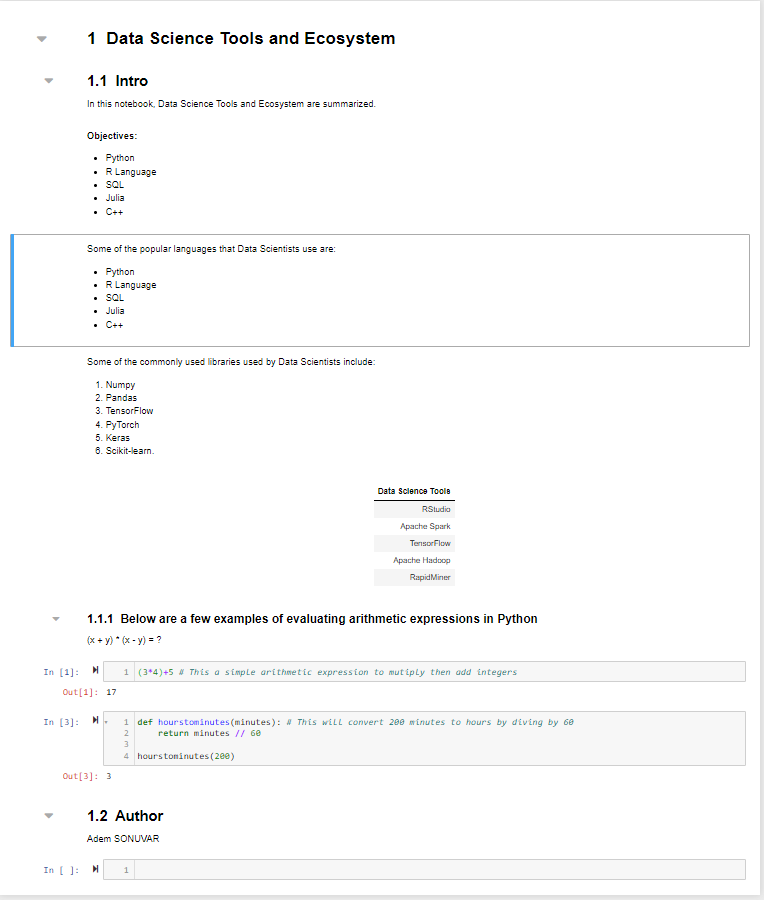 1 Data Science Tools and Ecosystem
1.1 Intro
In this notebook, Data Science Tools and Ecosystem are summarized.
Objectives:
• Python
• R Language
• SQL
• Julia
• C++
Some of the popular languages that Data Scientists use are:
• Python
• R Language
• SQL
• Julia
• C++
Some of the commonly used libraries used by Data Scientists include:
1. Numpy
2. Pandas
3. TensorFlow
4. PyTorch
5. Keras
6. Scikit-learn.
Data Science Tools
RStudio
Apache Spark
TensorFlow
Apache Hadoop
RapidMiner
1.1.1 Below are a few examples of evaluating arithmetic expressions in Python
(x + y) * (x - y) = ?
In [1]: 1 (3*4)+5 # This a simple arithmetic expression to mutiply then add integers
Out[1]: 17
In [3]: 1 def hourstominutes(minutes): # This will convert 200 minutes to hours by diving by 60
2 return minutes // 60
3
4 hourstominutes(200)
Out[3]: 3
1.2 Author
Adem SONUVAR
In [ ]: 1